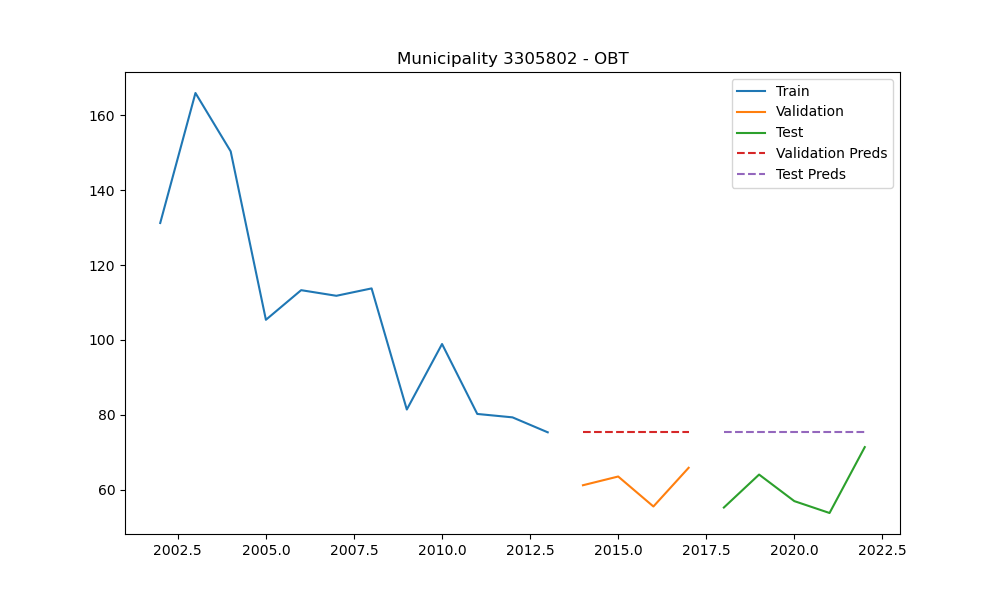 Municipality 3305802 - OBT
Train
Validation
Test
Validation Preds
Test Preds
160
140
120
100
80
60
2002.5 2005.0 2007.5 2010.0 2012.5 2015.0 2017.5 2020.0 2022.5